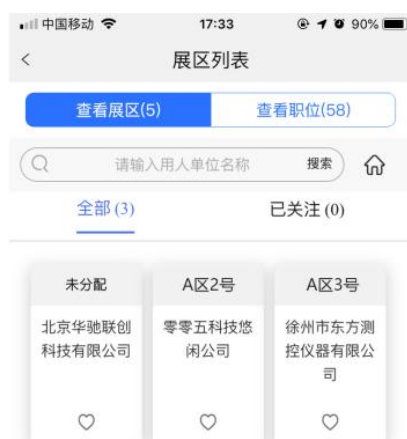 中国移动 17:33 90%
展区列表
查看展区(5) 查看职位(58)
请输入用人单位名称 搜索
全部 (3) 已关注 (0)
未分配 A区2号 A区3号
北京华驰联创 零零五科技悠 徐州市东方测
科技有限公司 闲公司 控仪器有限公
司